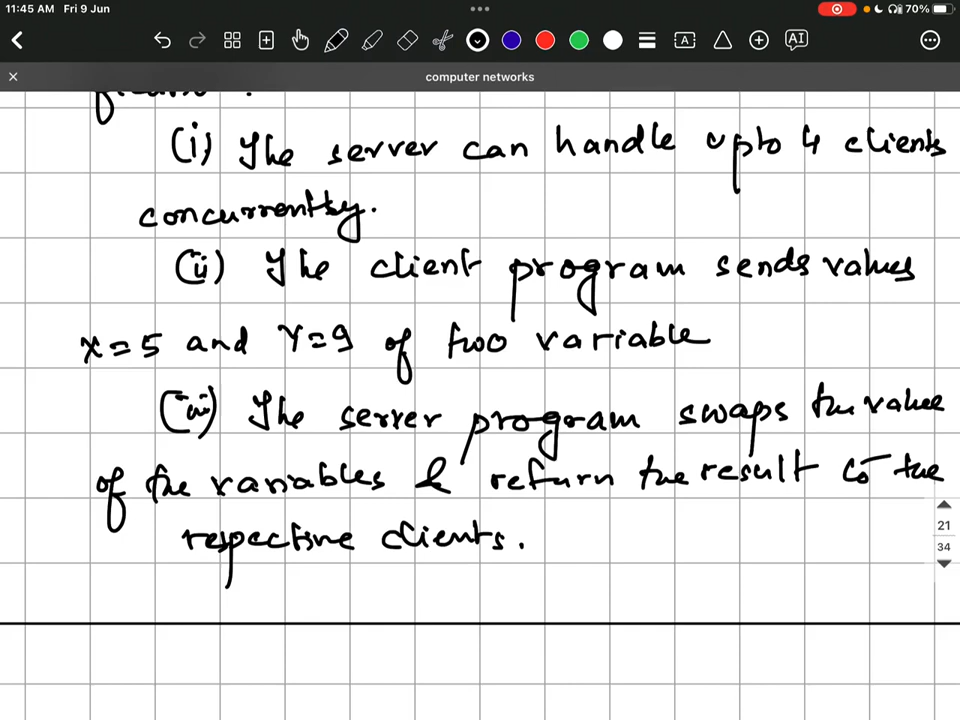 11:45 AM Fri 9 Jun
70%
AI
computer networks
(i) The server can handle upto 4 clients
concurrently.
(ii) The client program sends values
x = 5 and Y = 9 of two variable
(iii) The server program swaps the value
of the variables & return the result to the
respective clients.
21
34